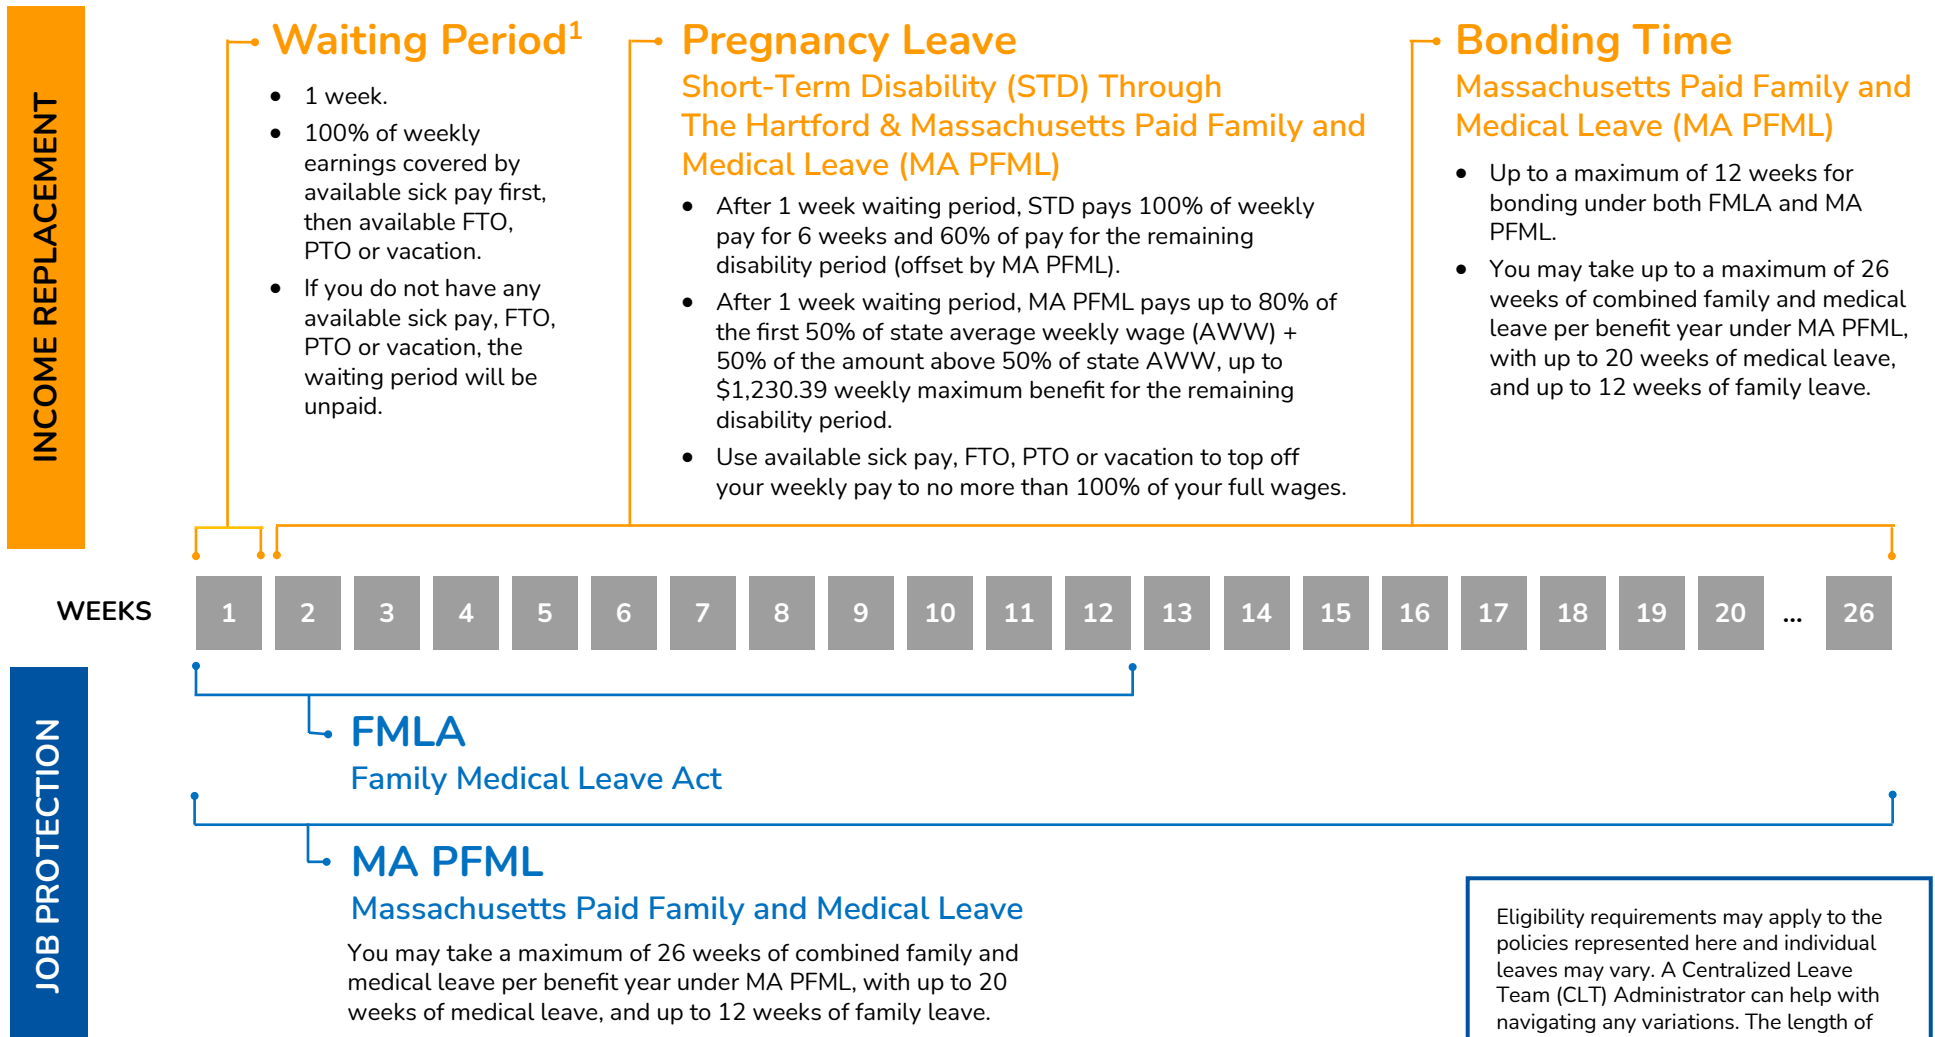 INCOME REPLACEMENT
Waiting Period¹
• 1 week.
• 100% of weekly
earnings covered by
available sick pay first,
then available FTO,
PTO or vacation.
• If you do not have any
available sick pay, FTO,
PTO or vacation, the
waiting period will be
unpaid.
Pregnancy Leave
Short-Term Disability (STD) Through
The Hartford & Massachusetts Paid Family and
Medical Leave (MA PFML)
• After 1 week waiting period, STD pays 100% of weekly
pay for 6 weeks and 60% of pay for the remaining
disability period (offset by MA PFML).
• After 1 week waiting period, MA PFML pays up to 80% of
the first 50% of state average weekly wage (AWW) +
50% of the amount above 50% of state AWW, up to
$1,230.39 weekly maximum benefit for the remaining
disability period.
• Use available sick pay, FTO, PTO or vacation to top off
your weekly pay to no more than 100% of your full wages.
Bonding Time
Massachusetts Paid Family and
Medical Leave (MA PFML)
• Up to a maximum of 12 weeks for
bonding under both FMLA and MA
PFML.
• You may take up to a maximum of 26
weeks of combined family and medical
leave per benefit year under MA PFML,
with up to 20 weeks of medical leave,
and up to 12 weeks of family leave.
WEEKS 1 2 3 4 5 6 7 8 9 10 11 12 13 14 15 16 17 18 19 20 ... 26
JOB PROTECTION
FMLA
Family Medical Leave Act
MA PFML
Massachusetts Paid Family and Medical Leave
You may take a maximum of 26 weeks of combined family and
medical leave per benefit year under MA PFML, with up to 20
weeks of medical leave, and up to 12 weeks of family leave.
Eligibility requirements may apply to the
policies represented here and individual
leaves may vary. A Centralized Leave
Team (CLT) Administrator can help with
navigating any variations. The length of